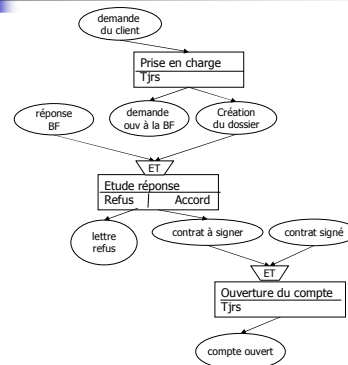 demande
du client
Prise en charge
Tjrs
réponse
BF
demande
ouv à la BF
Création
du dossier
ET
Etude réponse
Refus Accord
lettre
refus
contrat à signer
contrat signé
ET
Ouverture du compte
Tjrs
compte ouvert